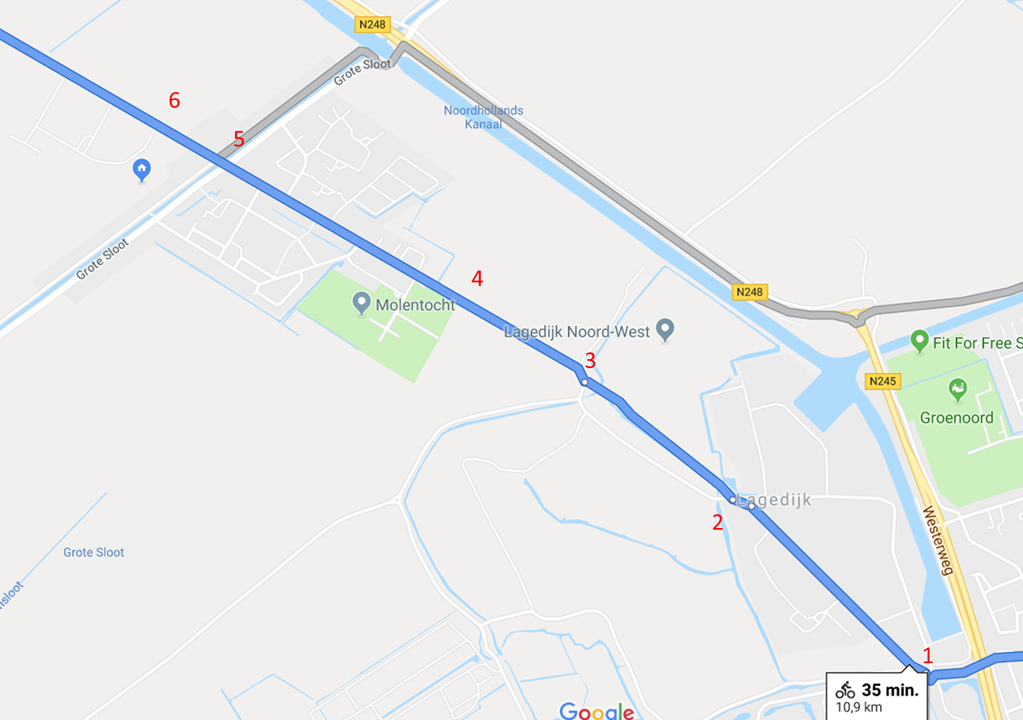 N248
Grote Sloot
6
Noordhollands
Kanaal
5
Grote Sloot
4
N248
Molentocht
Lagedijk Noord-West
Fit For Free S
3
N245
Groenoord
Lagedijk
2
Westerweg
Grote Sloot
nsloot
1
35 min.
10,9 km
Google